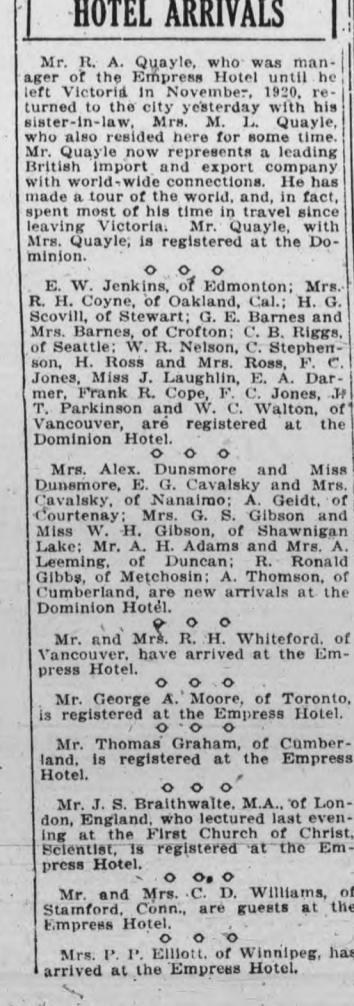 HOTEL ARRIVALS
Mr. R. A. Quayle, who was man-
ager of the Empress Hotel until he
left Victoria in November, 1920, re-
turned to the city yesterday with his
sister-in-law, Mrs. M. L. Quayle,
who also resided here for some time.
Mr. Quayle now represents a leading
British import and export company
with world-wide connections. He has
made a tour of the world, and, in fact,
spent most of his time in travel since
leaving Victoria. Mr. Quayle, with
Mrs. Quayle, is registered at the Do-
minion.
E. W. Jenkins, of Edmonton; Mrs.
R. H. Coyne, of Oakland, Cal.; H. G.
Scovill, of Stewart; G. E. Barnes and
Mrs. Barnes, of Crofton; C. B. Riggs,
of Seattle; W. R. Nelson, C. Stephen-
son, H. Ross and Mrs. Ross, F. C.
Jones, Miss J. Laughlin, E. A. Dar-
mer, Frank R. Cope, F. C. Jones, J.
T. Parkinson and W. C. Walton, of
Vancouver, are registered at the
Dominion Hotel.
Mrs. Alex. Dunsmore and Miss
Dunsmore, E. G. Cavalsky and Mrs.
Cavalsky, of Nanaimo; A. Geidt, of
Courtenay; Mrs. G. S. Gibson and
Miss W. H. Gibson, of Shawnigan
Lake; Mr. A. H. Adams and Mrs. A.
Leeming, of Duncan; R. Ronald
Gibbs, of Metchosin; A. Thomson, of
Cumberland, are new arrivals at the
Dominion Hotel.
Mr. and Mrs. R. H. Whiteford, of
Vancouver, have arrived at the Em-
press Hotel.
Mr. George A. Moore, of Toronto,
is registered at the Empress Hotel.
Mr. Thomas Graham, of Cumber-
land, is registered at the Empress
Hotel.
Mr. J. S. Braithwaite, M.A., of Lon-
don, England, who lectured last even-
ing at the First Church of Christ,
Scientist, is registered at the Em-
press Hotel.
Mr. and Mrs. C. D. Williams, of
Stamford, Conn., are guests at the
Empress Hotel.
Mrs. P. P. Elliott, of Winnipeg, has
arrived at the Empress Hotel.